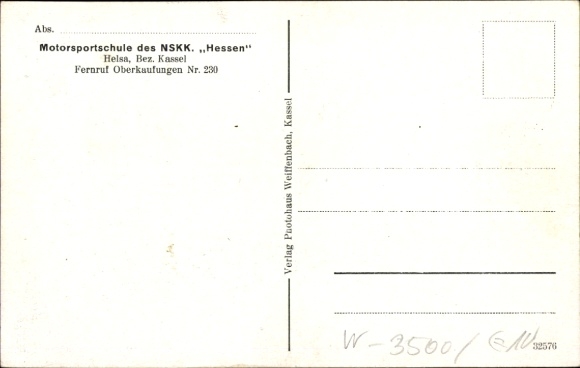 Abs.
Motorsportschule des NSKK. „Hessen"
Helsa, Bez. Kassel
Fernruf Oberkaufungen Nr. 230
Verlag Photohaus Weiffenbach, Kassel
W-3500/
32576